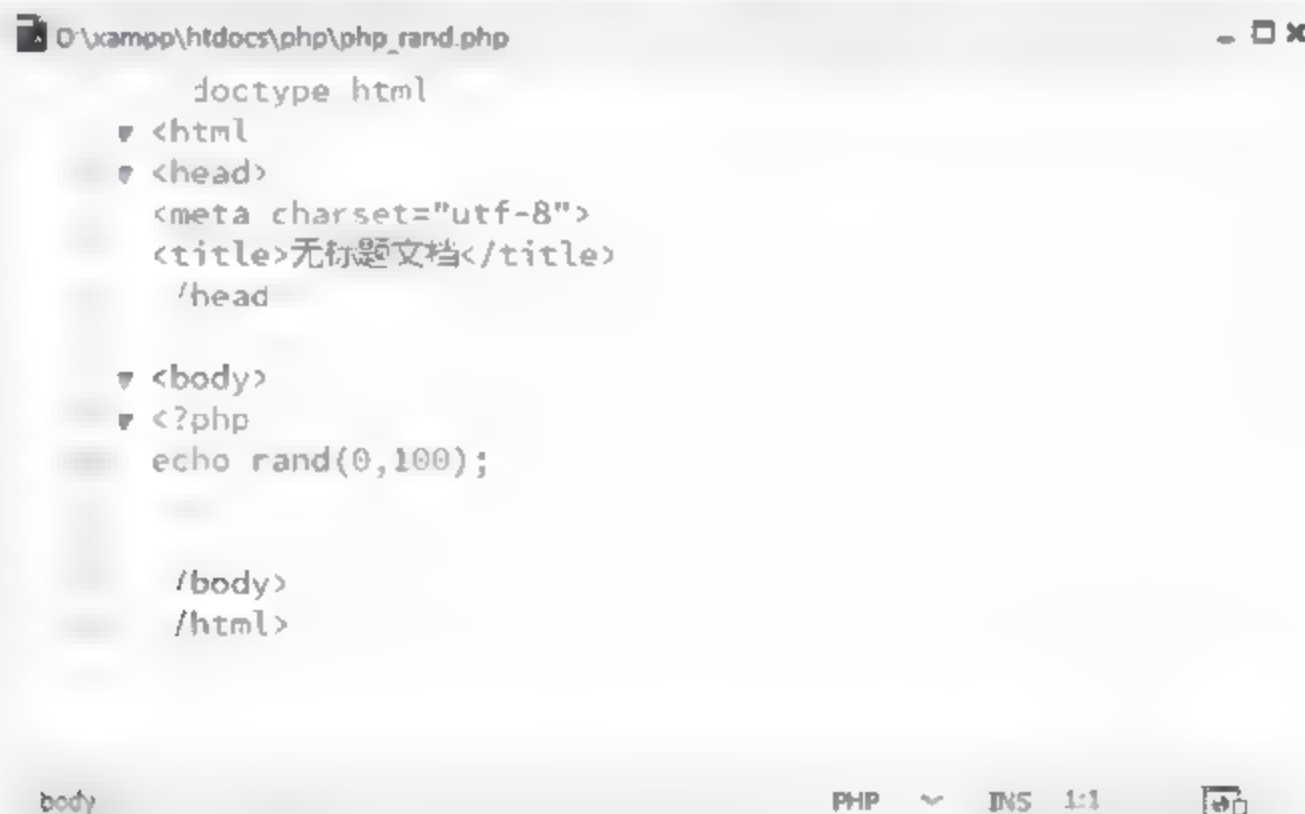 D:\xampp\htdocs\php\php_rand.php
doctype html
<html
<head>
<meta charset="utf-8">
<title>无标题文档</title>
/head
<body>
<?php
echo rand(0,100);
/body>
/html>
body PHP INS 1:1